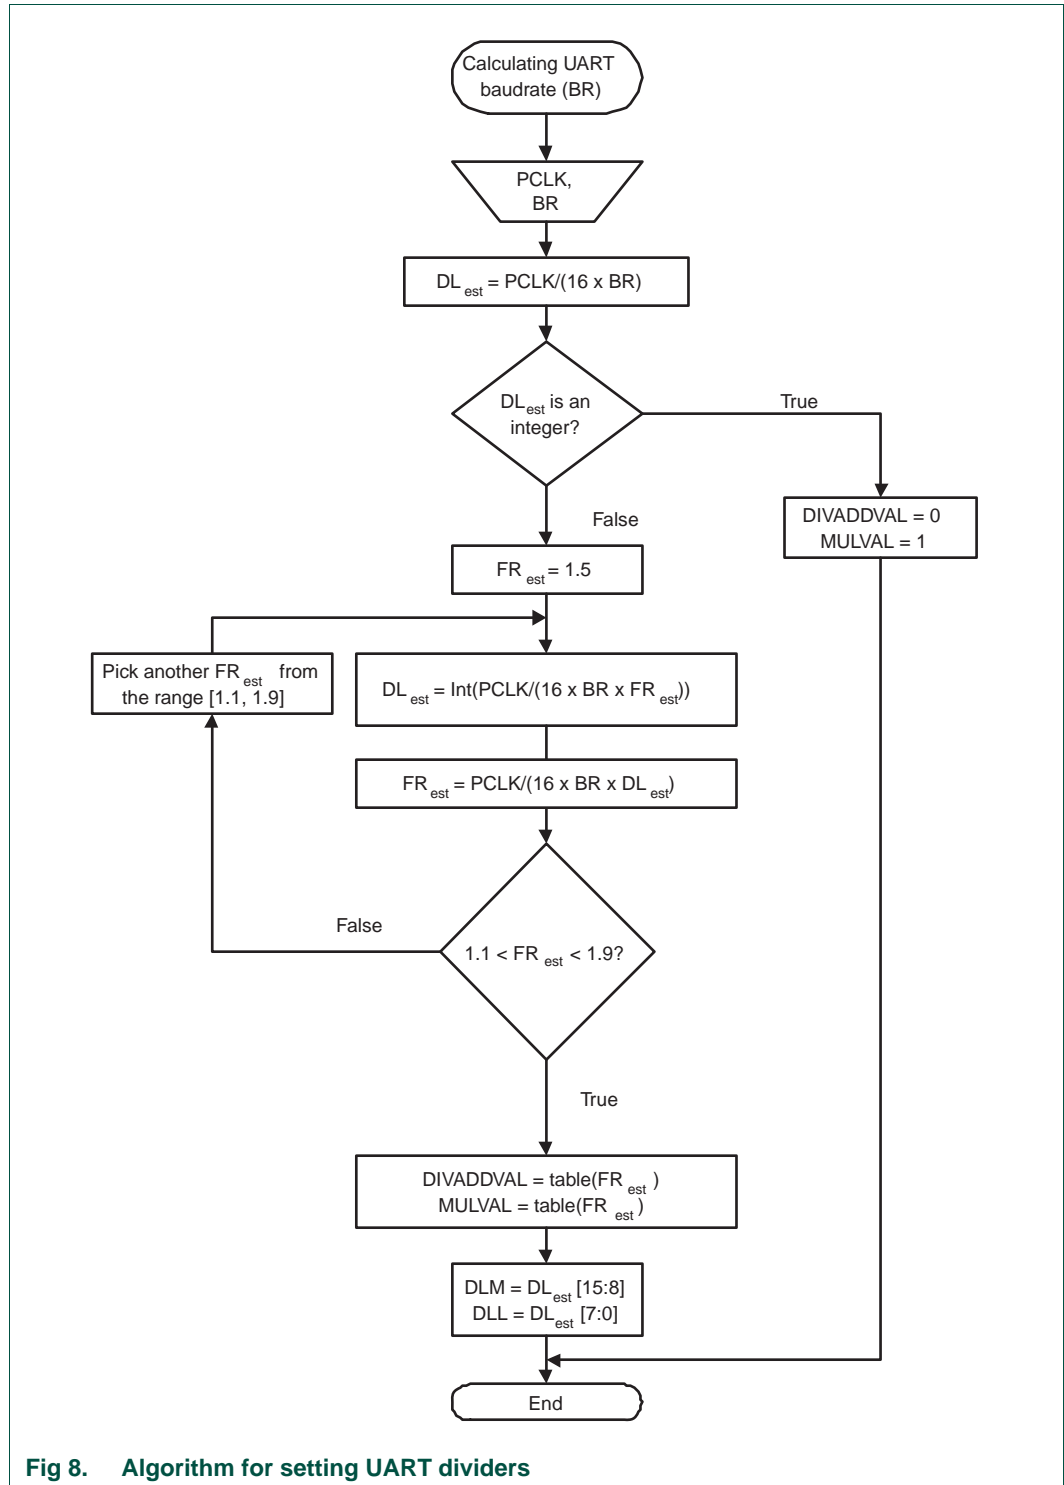 Calculating UART
baudrate (BR)
PCLK,
BR
DL est = PCLK/(16 x BR)
DL est is an
integer?
True
False
DIVADDVAL = 0
MULVAL = 1
FR est = 1.5
Pick another FR est from
the range [1.1, 1.9]
DL est = Int(PCLK/(16 x BR x FR est))
FR est = PCLK/(16 x BR x DL est)
False
1.1 < FR est < 1.9?
True
DIVADDVAL = table(FR est )
MULVAL = table(FR est )
DLM = DL est [15:8]
DLL = DL est [7:0]
End
Fig 8. Algorithm for setting UART dividers